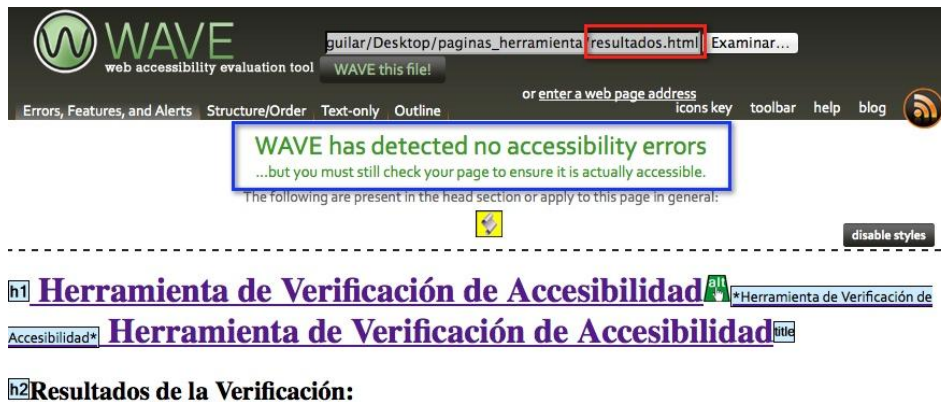 WAVE
web accessibility evaluation tool
guilar/Desktop/paginas_herramienta/resultados.html Examinar...
WAVE this file!
or enter a web page address
Errors, Features, and Alerts Structure/Order Text-only Outline icons key toolbar help blog
WAVE has detected no accessibility errors
...but you must still check your page to ensure it is actually accessible.
The following are present in the head section or apply to this page in general:
disable styles
h1 Herramienta de Verificación de Accesibilidad alt *Herramienta de Verificación de
Accesibilidad* Herramienta de Verificación de Accesibilidad title
h2 Resultados de la Verificación: